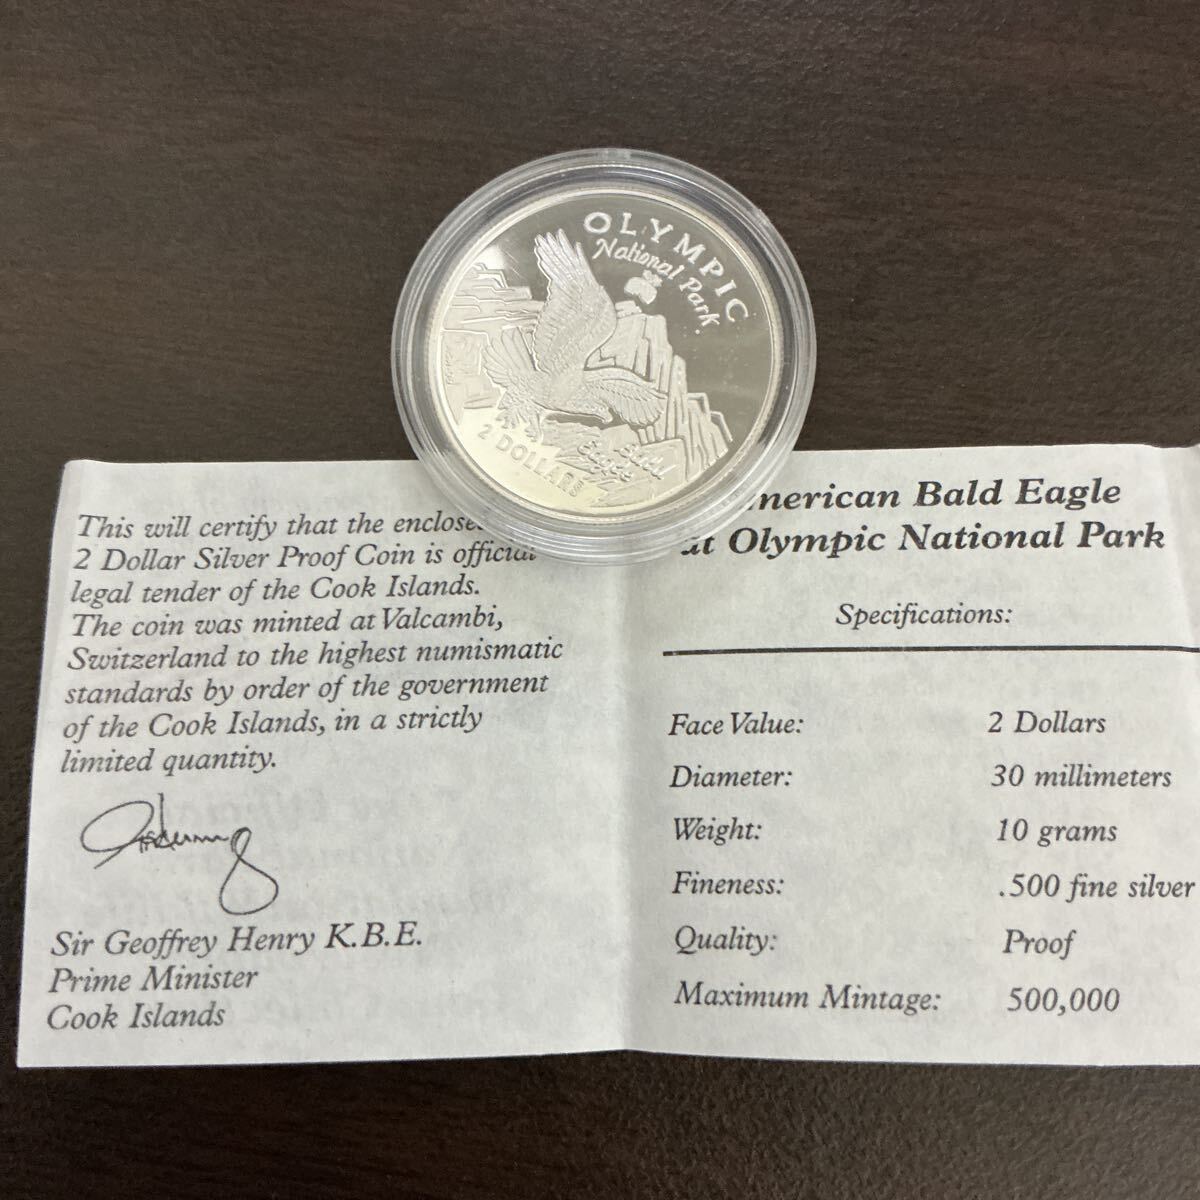 OLYMPIC
National Park
Bald
Eagle
2 DOLLARS
This will certify that the
2 Dollar Silver Proof Coin is official
legal tender of the Cook Islands.
The coin was minted at Valcambi,
Switzerland to the highest numismatic
standards by order of the government
of the Cook Islands, in a strictly
limited quantity.
Sir Geoffrey Henry K.B.E.
Prime Minister
Cook Islands
Bald Eagle
at Olympic National Park
Specifications:
Face Value: 2 Dollars
Diameter: 30 millimeters
Weight: 10 grams
Fineness: .500 fine silver
Quality: Proof
Maximum Mintage: 500,000